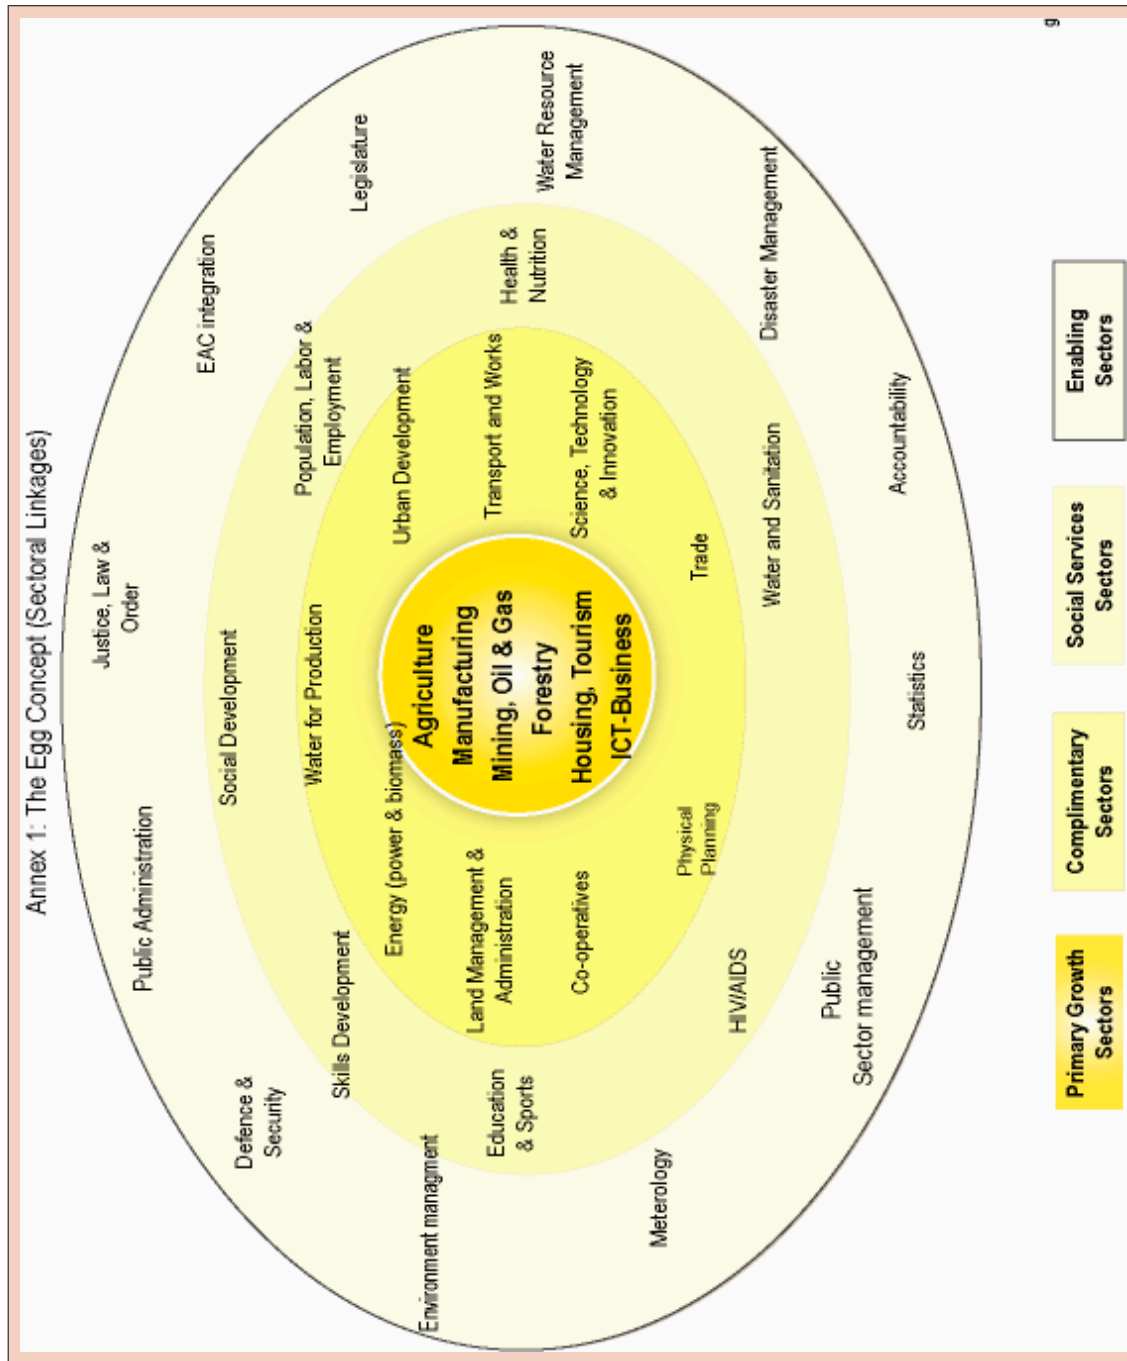 Annex 1: The Egg Concept (Sectoral Linkages)
Justice, Law &
Order
Public Administration
EAC integration
Defence &
Security
Legislature
Social Development
Population, Labor &
Employment
Skills Development
Water for Production
Urban Development
Energy (power & biomass)
Environment managment
Agriculture
Manufacturing
Mining, Oil & Gas
Forestry
Housing, Tourism
ICT-Business
Land Management &
Administration
Transport and Works
Education
& Sports
Health &
Nutrition
Water Resource
Management
Co-operatives
Science, Technology
& Innovation
Meterology
Physical
Planning
Trade
HIV/AIDS
Water and Sanitation
Disaster Management
Public
Sector management
Statistics
Accountability
Primary Growth
Sectors
Complimentary
Sectors
Social Services
Sectors
Enabling
Sectors
g